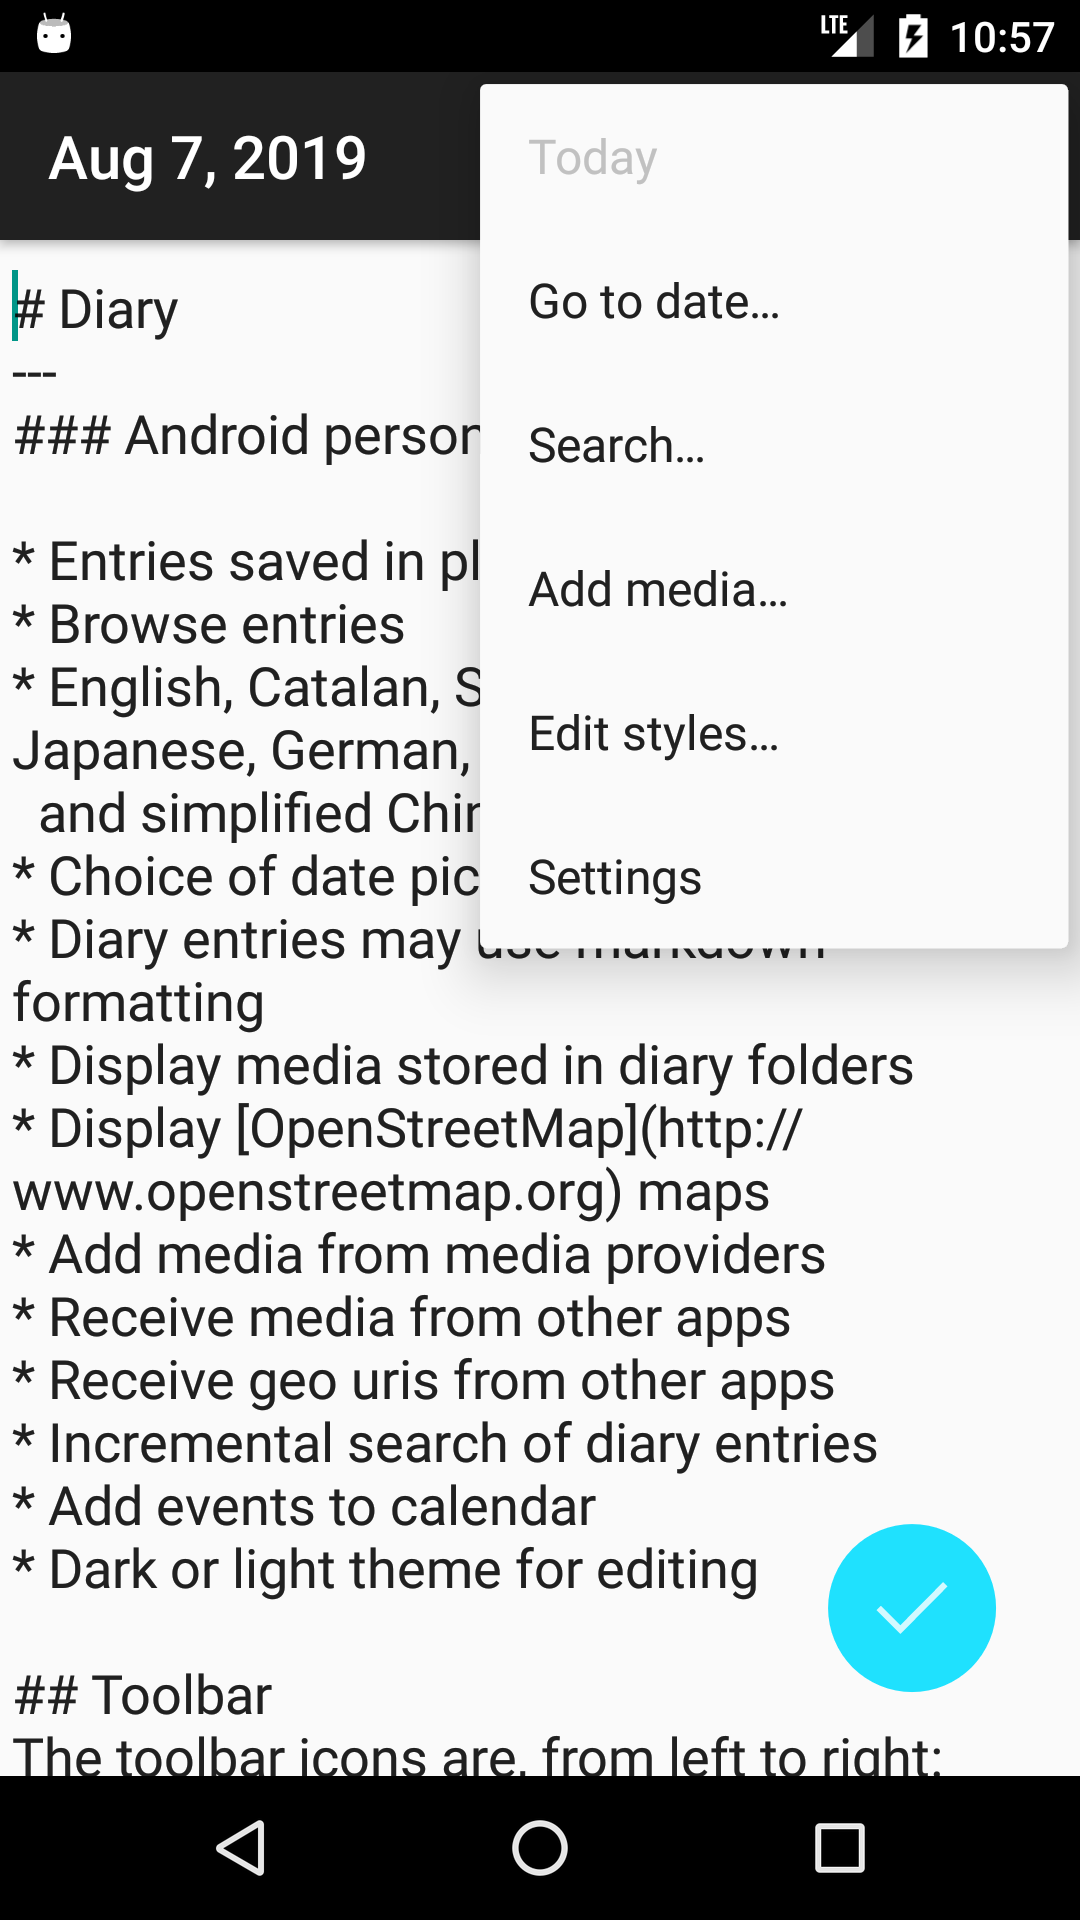 LTE 10:57
Aug 7, 2019
Today
Go to date...
Search...
Add media...
Edit styles...
Settings
# Diary
---
### Android
* Entries saved in
* Browse entries
* English, Catalan,
Japanese, German,
and simplified
* Choice of date
* Diary entries may use markdown
formatting
* Display media stored in diary folders
* Display [OpenStreetMap](http://
www.openstreetmap.org) maps
* Add media from media providers
* Receive media from other apps
* Receive geo uris from other apps
* Incremental search of diary entries
* Add events to calendar
* Dark or light theme for editing
## Toolbar
The toolbar icons are, from left to right: